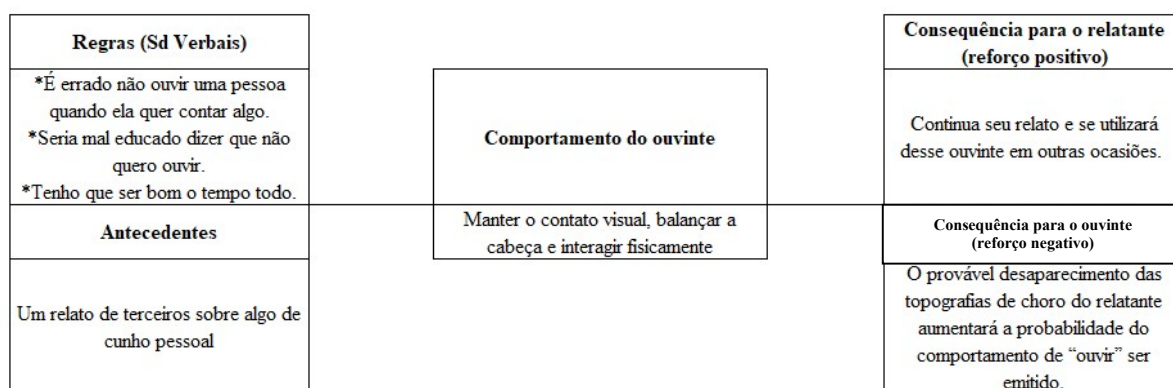 Regras (Sd Verbais)
*É errado não ouvir uma pessoa
quando ela quer contar algo.
*Seria mal educado dizer que não
quero ouvir.
*Tenho que ser bom o tempo todo.
Antecedentes
Um relato de terceiros sobre algo de
cunho pessoal
Comportamento do ouvinte
Manter o contato visual, balançar a
cabeça e interagir fisicamente
Consequência para o relatante
(reforço positivo)
Continua seu relato e se utilizará
desse ouvinte em outras ocasiões.
Consequência para o ouvinte
(reforço negativo)
O provável desaparecimento das
topografias de choro do relatante
aumentará a probabilidade do
comportamento de “ouvir” ser
emitido.